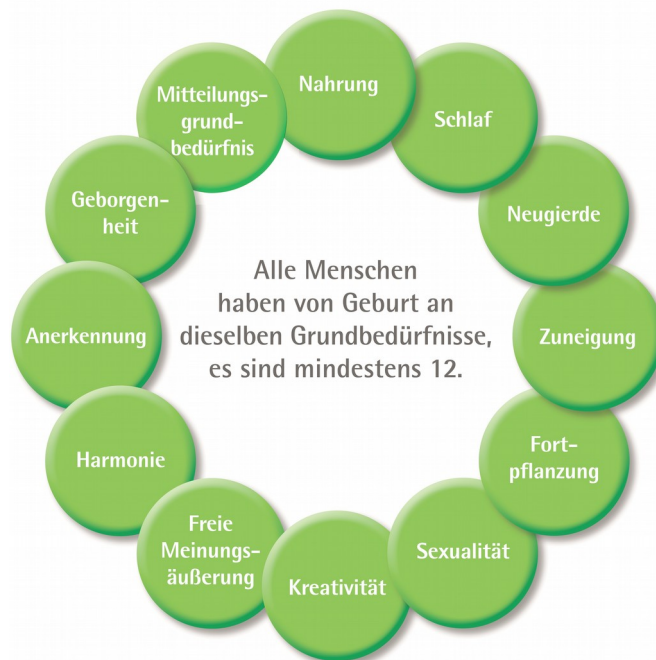 Nahrung
Schlaf
Neugierde
Zuneigung
Fort-
pflanzung
Sexualität
Kreativität
Freie
Meinungs-
äußerung
Harmonie
Anerkennung
Geborgen-
heit
Mitteilungs-
grund-
bedürfnis
Alle Menschen
haben von Geburt an
dieselben Grundbedürfnisse,
es sind mindestens 12.